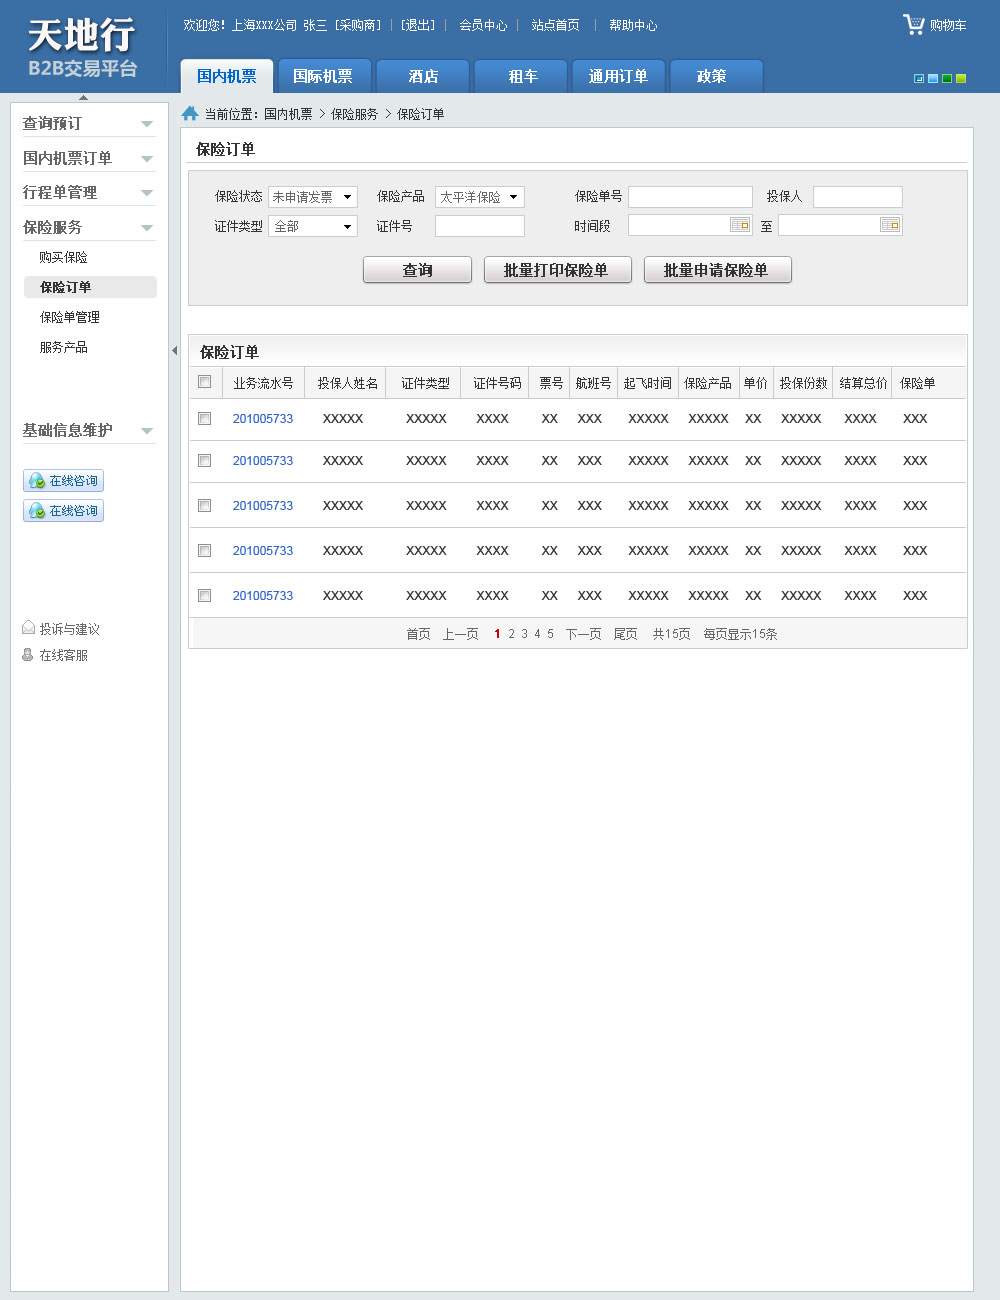 天地行
B2B交易平台
欢迎您! 上海XXX公司 张三 [采购商] | [退出] | 会员中心 | 站点首页 | 帮助中心
购物车
国内机票 国际机票 酒店 租车 通用订单 政策
当前位置: 国内机票 > 保险服务 > 保险订单
查询预订
国内机票订单
行程单管理
保险服务
购买保险
保险订单
保险单管理
服务产品
基础信息维护
在线咨询
在线咨询
投诉与建议
在线客服
保险订单
保险状态 未申请发票 保险产品 太平洋保险 保险单号 投保人
证件类型 全部 证件号 时间段 至
查询 批量打印保险单 批量申请保险单
保险订单
业务流水号 投保人姓名 证件类型 证件号码 票号 航班号 起飞时间 保险产品 单价 投保份数 结算总价 保险单
201005733 XXXXX XXXXX XXXX XX XXX XXXXX XXXXX XX XXXXX XXXX XXX
201005733 XXXXX XXXXX XXXX XX XXX XXXXX XXXXX XX XXXXX XXXX XXX
201005733 XXXXX XXXXX XXXX XX XXX XXXXX XXXXX XX XXXXX XXXX XXX
201005733 XXXXX XXXXX XXXX XX XXX XXXXX XXXXX XX XXXXX XXXX XXX
201005733 XXXXX XXXXX XXXX XX XXX XXXXX XXXXX XX XXXXX XXXX XXX
首页 上一页 1 2 3 4 5 下一页 尾页 共15页 每页显示15条